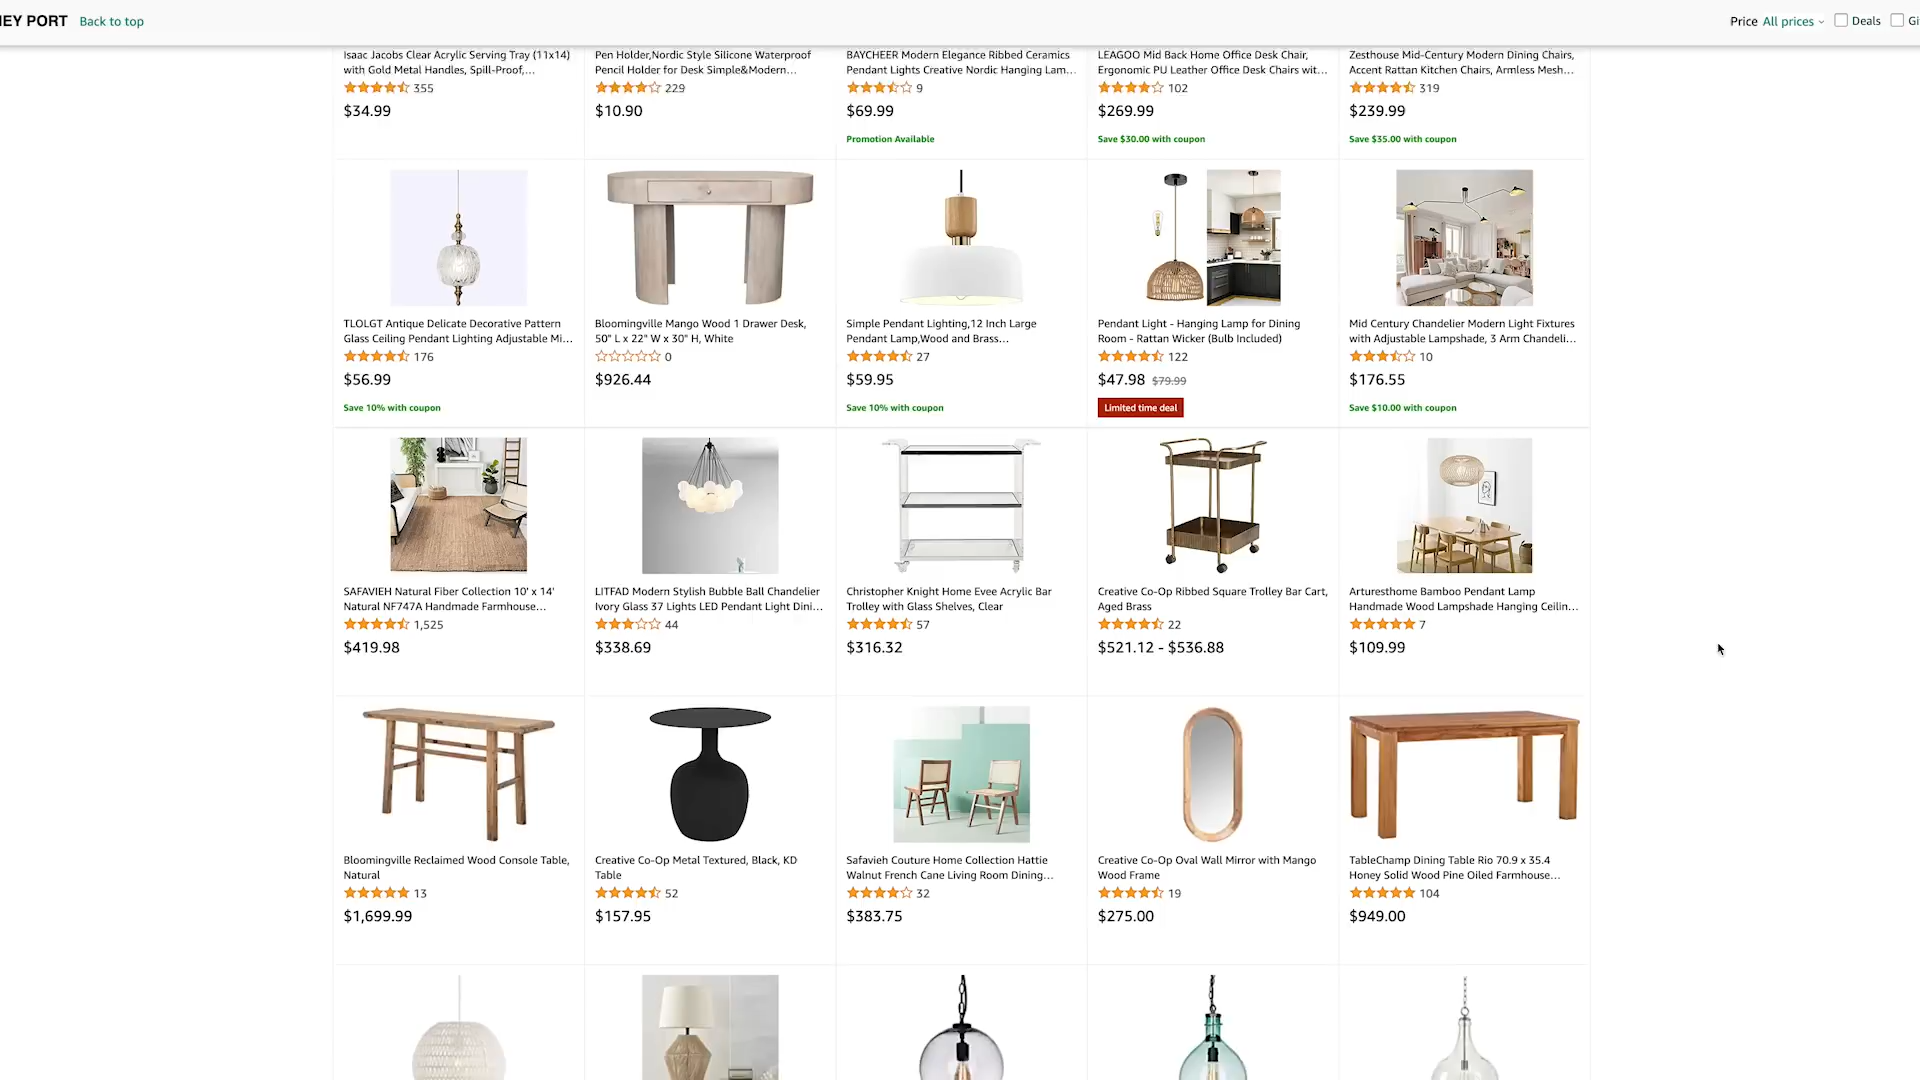 EY PORT Back to top
Price All prices Deals Gi
Isaac Jacobs Clear Acrylic Serving Tray (11x14)
with Gold Metal Handles, Spill-Proof,…
355
$34.99
Pen Holder,Nordic Style Silicone Waterproof
Pencil Holder for Desk Simple&Modern…
229
$10.90
BAYCHEER Modern Elegance Ribbed Ceramics
Pendant Lights Creative Nordic Hanging Lam…
9
$69.99
Promotion Available
LEAGOO Mid Back Home Office Desk Chair,
Ergonomic PU Leather Office Desk Chairs wit…
102
$269.99
Save $30.00 with coupon
Zesthouse Mid-Century Modern Dining Chairs,
Accent Rattan Kitchen Chairs, Armless Mesh…
319
$239.99
Save $35.00 with coupon
TLOLGT Antique Delicate Decorative Pattern
Glass Ceiling Pendant Lighting Adjustable Mi…
176
$56.99
Save 10% with coupon
Bloomingville Mango Wood 1 Drawer Desk,
50" L x 22" W x 30" H, White
0
$926.44
Simple Pendant Lighting,12 Inch Large
Pendant Lamp,Wood and Brass…
27
$59.95
Save 10% with coupon
Pendant Light - Hanging Lamp for Dining
Room - Rattan Wicker (Bulb Included)
122
$47.98 $79.99
Limited time deal
Mid Century Chandelier Modern Light Fixtures
with Adjustable Lampshade, 3 Arm Chandeli…
10
$176.55
Save $10.00 with coupon
SAFAVIEH Natural Fiber Collection 10' x 14'
Natural NF747A Handmade Farmhouse…
1,525
$419.98
LITFAD Modern Stylish Bubble Ball Chandelier
Ivory Glass 37 Lights LED Pendant Light Dini…
44
$338.69
Christopher Knight Home Evee Acrylic Bar
Trolley with Glass Shelves, Clear
57
$316.32
Creative Co-Op Ribbed Square Trolley Bar Cart,
Aged Brass
22
$521.12 - $536.88
Arturesthome Bamboo Pendant Lamp
Handmade Wood Lampshade Hanging Ceilin…
7
$109.99
Bloomingville Reclaimed Wood Console Table,
Natural
13
$1,699.99
Creative Co-Op Metal Textured, Black, KD
Table
52
$157.95
Safavieh Couture Home Collection Hattie
Walnut French Cane Living Room Dining…
32
$383.75
Creative Co-Op Oval Wall Mirror with Mango
Wood Frame
19
$275.00
TableChamp Dining Table Rio 70.9 x 35.4
Honey Solid Wood Pine Oiled Farmhouse…
104
$949.00